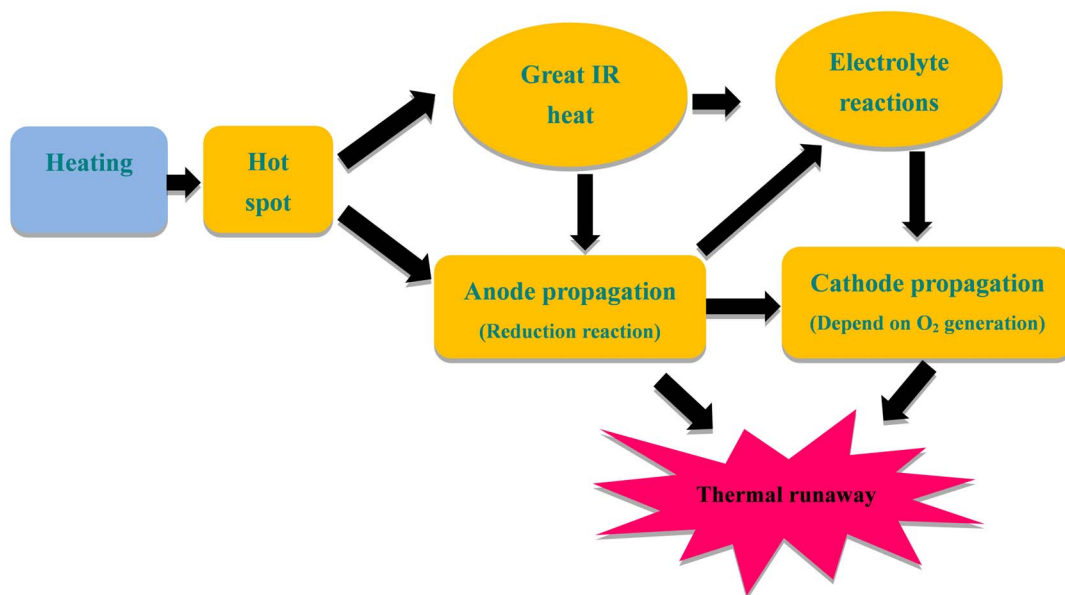 Heating
Hot
spot
Great IR
heat
Electrolyte
reactions
Anode propagation
(Reduction reaction)
Cathode propagation
(Depend on O₂ generation)
Thermal runaway